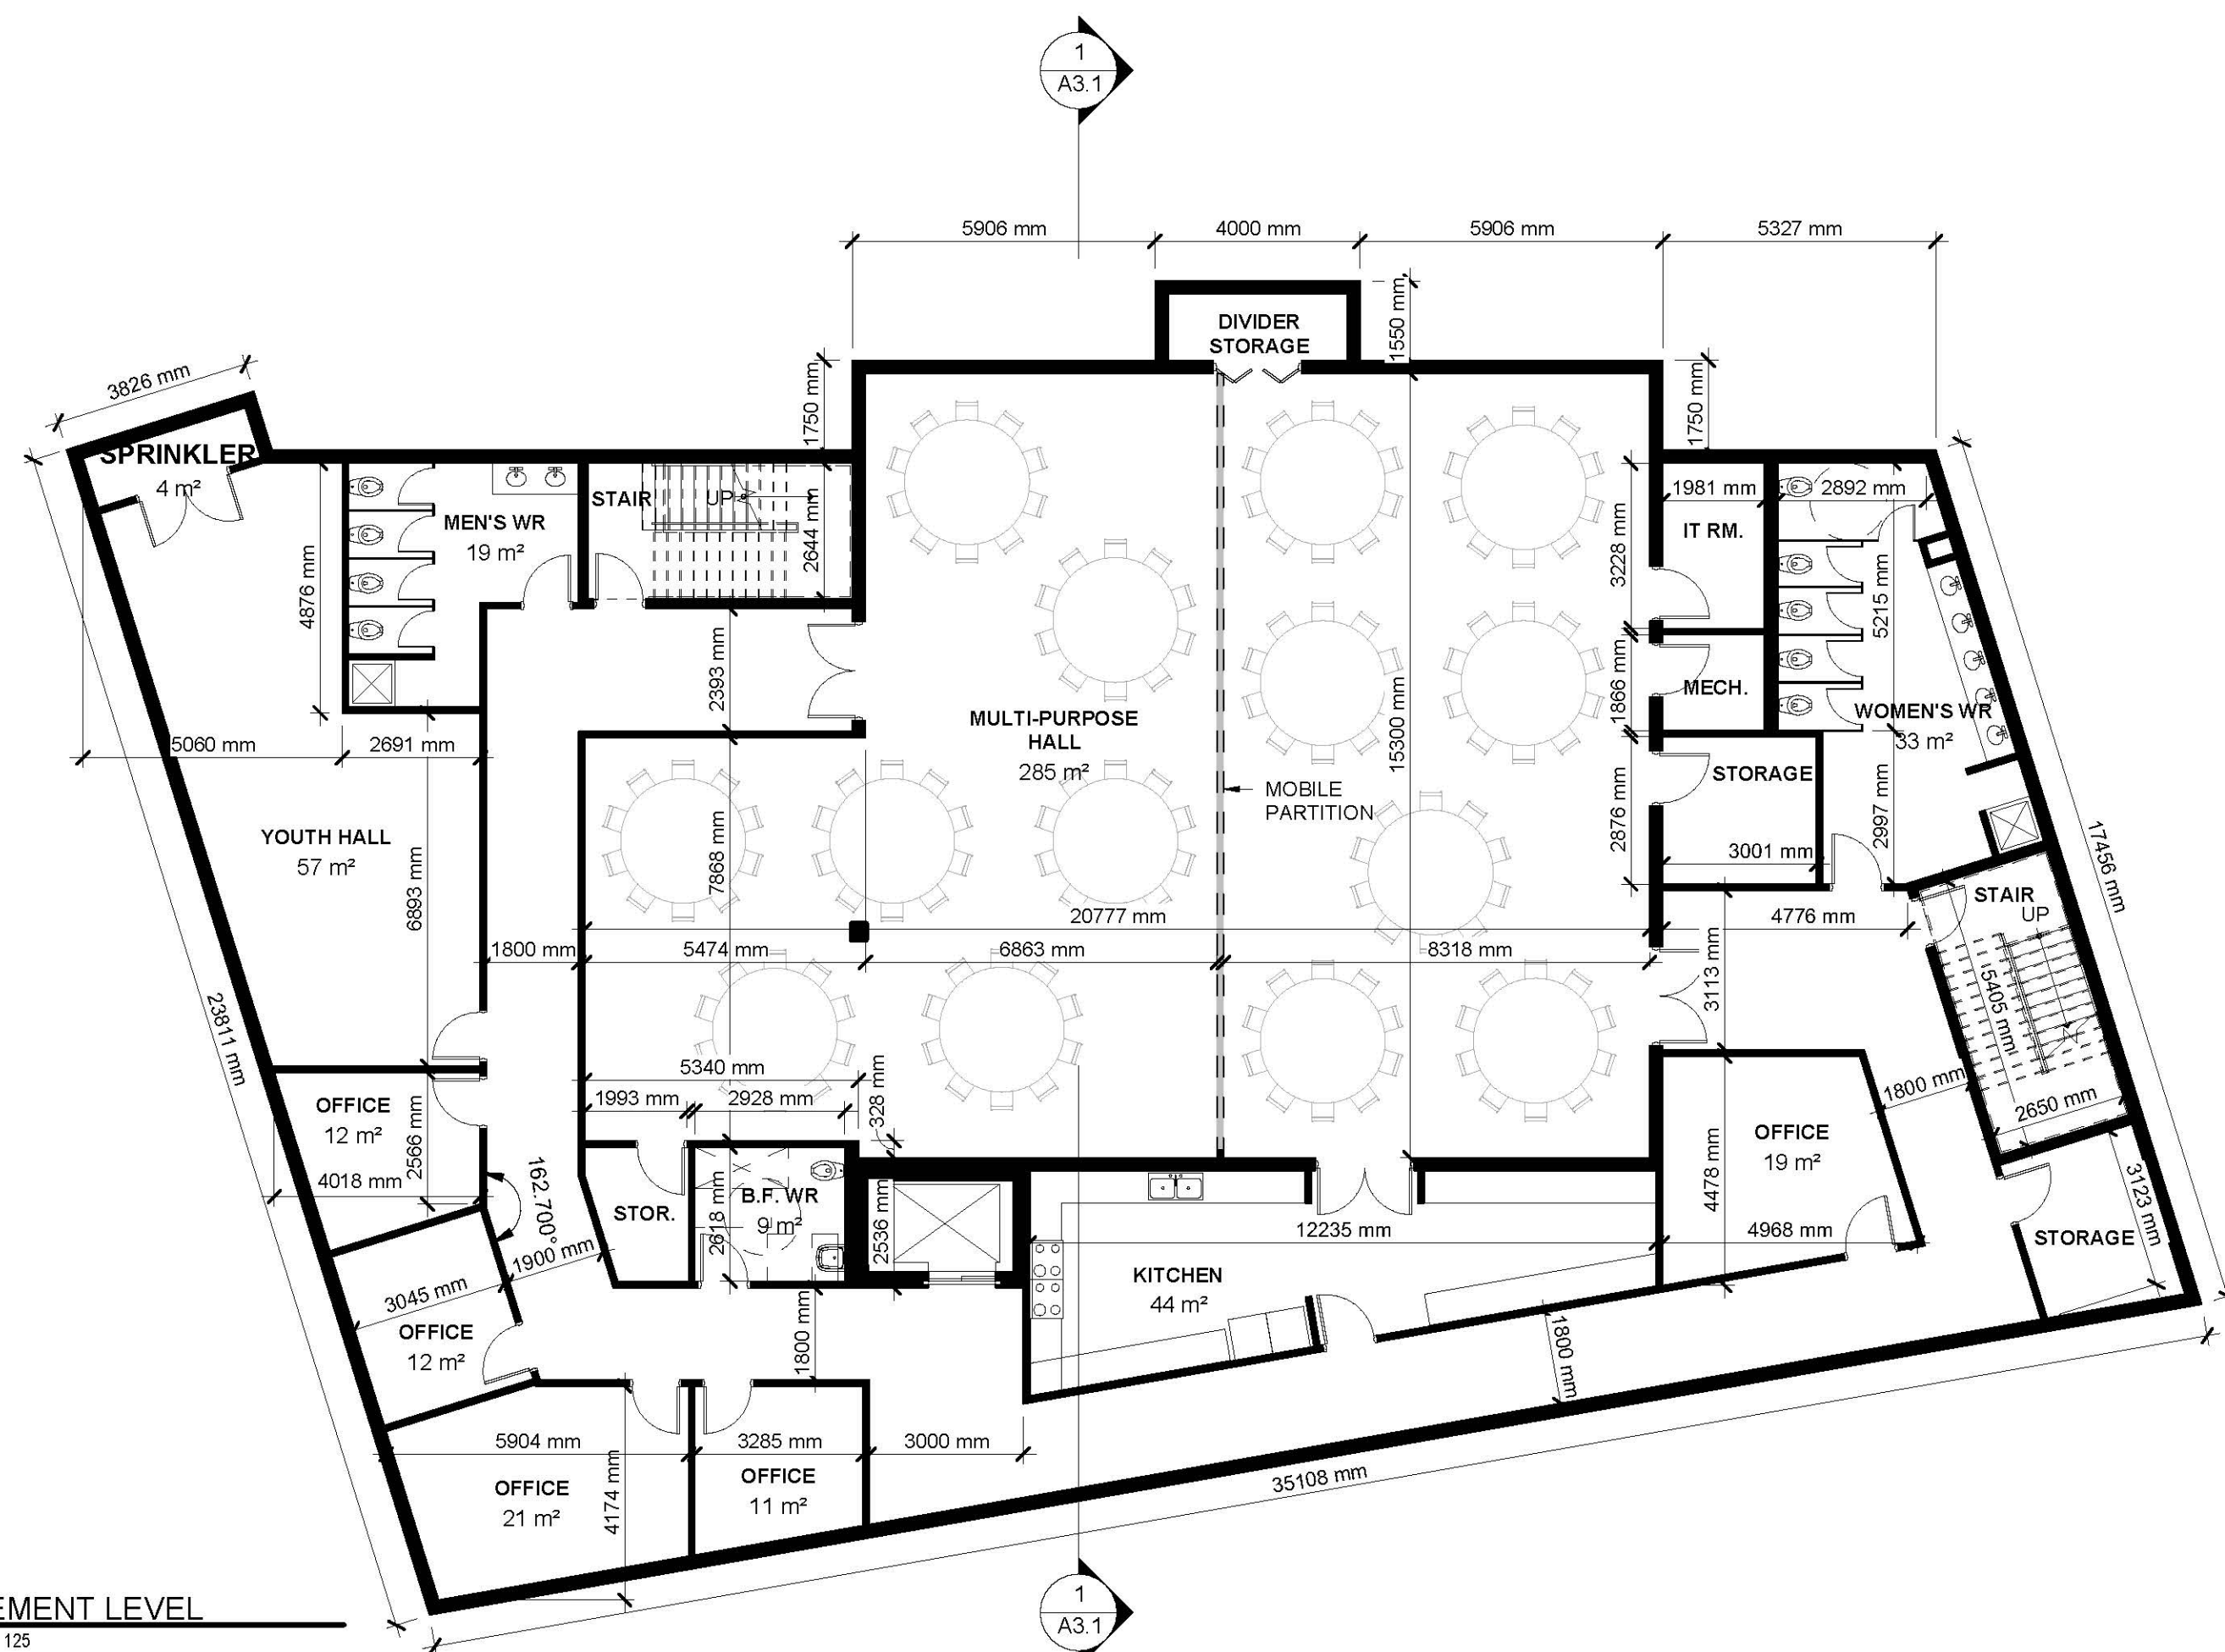 1
A3.1
5906 mm
4000 mm
5906 mm
5327 mm
DIVIDER
STORAGE
1550 mm
3826 mm
1750 mm
1750 mm
SPRINKLER
4 m²
MEN'S WR
19 m²
STAIR
UP
2644 mm
4876 mm
3228 mm
1981 mm
IT RM.
2892 mm
5215 mm
2393 mm
MULTI-PURPOSE
HALL
285 m²
15300 mm
1866 mm
MECH.
WOMEN'S WR
33 m²
5060 mm
2691 mm
MOBILE
PARTITION
STORAGE
2876 mm
3001 mm
2997 mm
17456 mm
YOUTH HALL
57 m²
6893 mm
7868 mm
20777 mm
4776 mm
STAIR
UP
1800 mm
5474 mm
6863 mm
8318 mm
3113 mm
5405 mm
23811 mm
5340 mm
1993 mm
2928 mm
328 mm
1800 mm
2650 mm
OFFICE
12 m²
2566 mm
4018 mm
162.700°
OFFICE
19 m²
4478 mm
4968 mm
3123 mm
STORAGE
STOR.
B.F. WR
9 m²
2618 mm
2536 mm
12235 mm
1900 mm
3045 mm
OFFICE
12 m²
KITCHEN
44 m²
1800 mm
1800 mm
5904 mm
3285 mm
3000 mm
OFFICE
21 m²
4174 mm
OFFICE
11 m²
35108 mm
1
A3.1
EMENT LEVEL
125